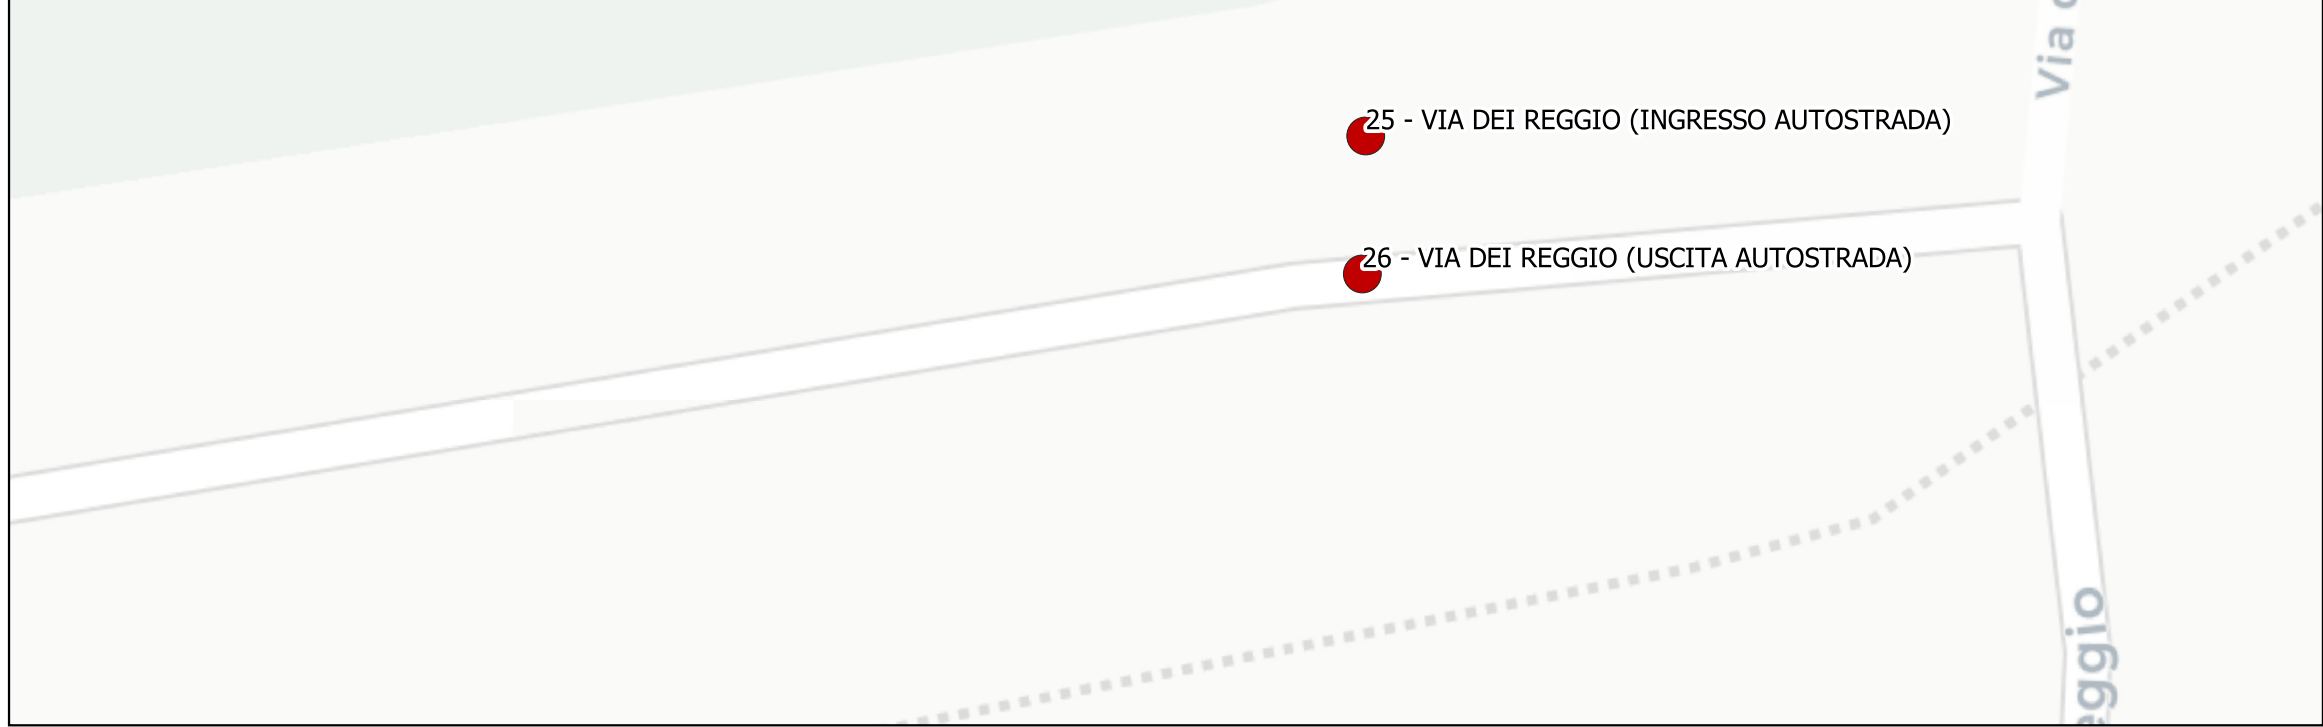 Via d
25 - VIA DEI REGGIO (INGRESSO AUTOSTRADA)
26 - VIA DEI REGGIO (USCITA AUTOSTRADA)
eggio